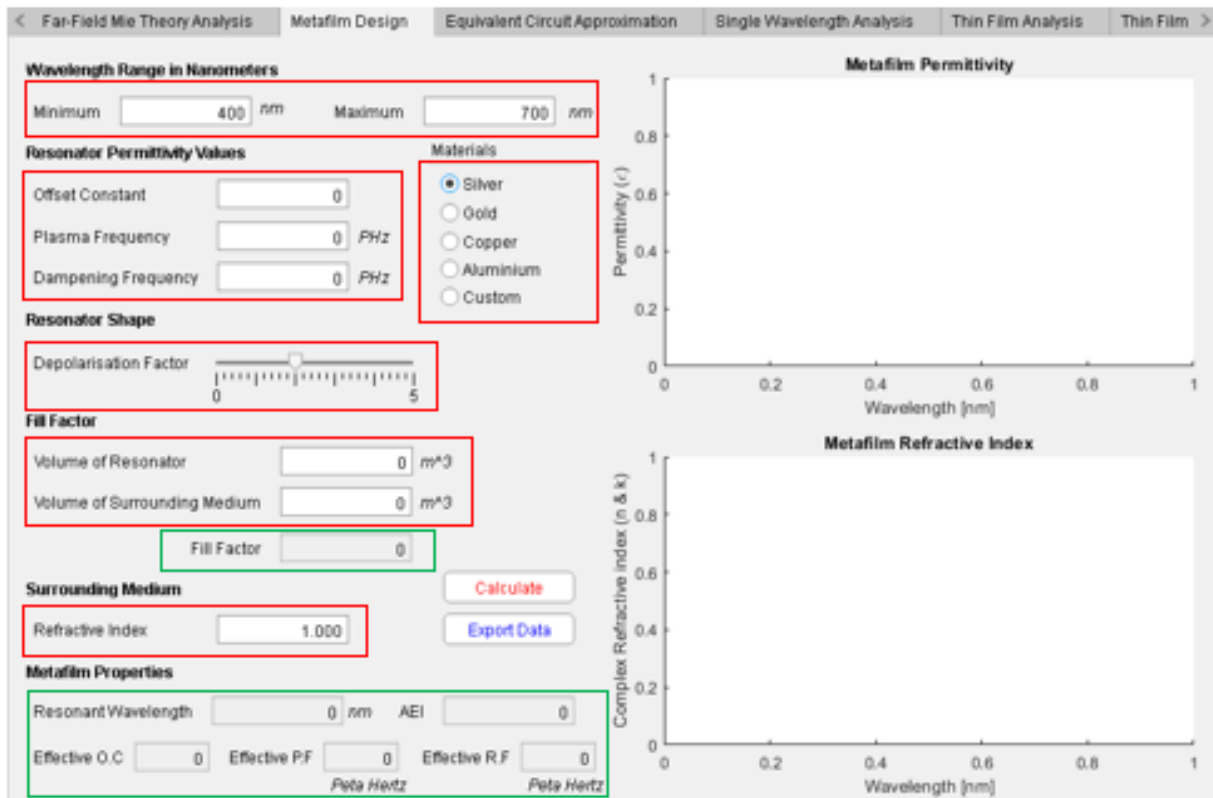 < Far-Field Mie Theory Analysis Metafilm Design Equivalent Circuit Approximation Single Wavelength Analysis Thin Film Analysis Thin Film >
Wavelength Range in Nanometers
Minimum 400 nm Maximum 700 nm
Resonator Permittivity Values
Offset Constant 0
Plasma Frequency 0 PHz
Dampening Frequency 0 PHz
Materials
Silver
Gold
Copper
Aluminium
Custom
Resonator Shape
Depolarisation Factor
0 5
Fill Factor
Volume of Resonator 0 m^3
Volume of Surrounding Medium 0 m^3
Fill Factor 0
Surrounding Medium
Refractive Index 1.000
Calculate
Export Data
Metafilm Properties
Resonant Wavelength 0 nm AEI 0
Effective O.C 0 Effective P.F 0 Effective R.F 0
Peta Hertz Peta Hertz
Metafilm Permittivity
Permittivity (ϵ)
1
0.8
0.6
0.4
0.2
0
0 0.2 0.4 0.6 0.8 1
Wavelength [nm]
Metafilm Refractive Index
Complex Refractive index (n & k)
1
0.8
0.6
0.4
0.2
0
0 0.2 0.4 0.6 0.8 1
Wavelength [nm]